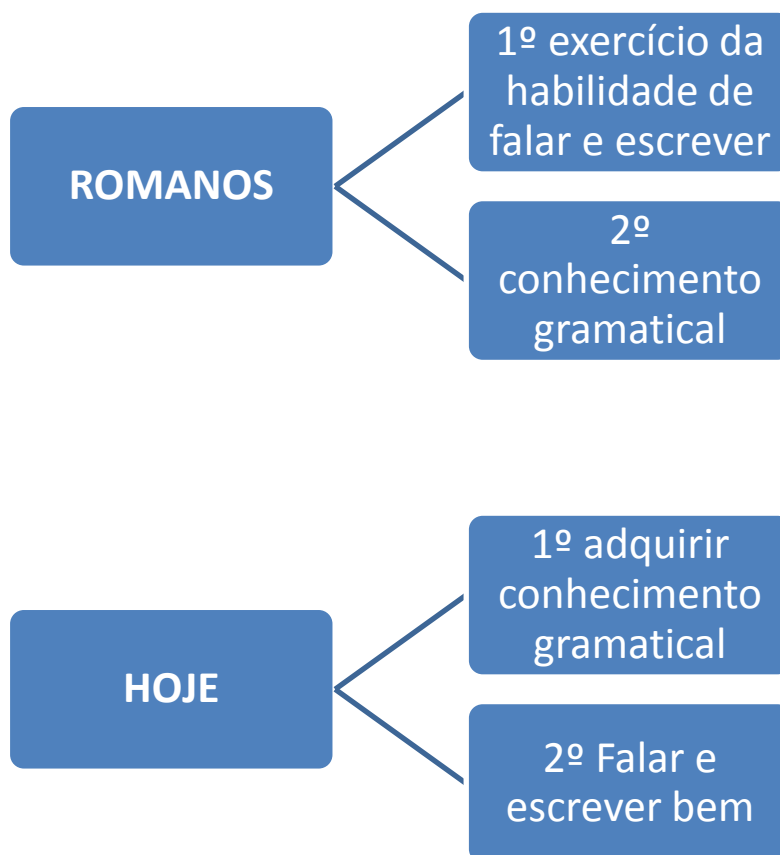 ROMANOS
1º exercício da
habilidade de
falar e escrever
2º
conhecimento
gramatical
HOJE
1º adquirir
conhecimento
gramatical
2º Falar e
escrever bem